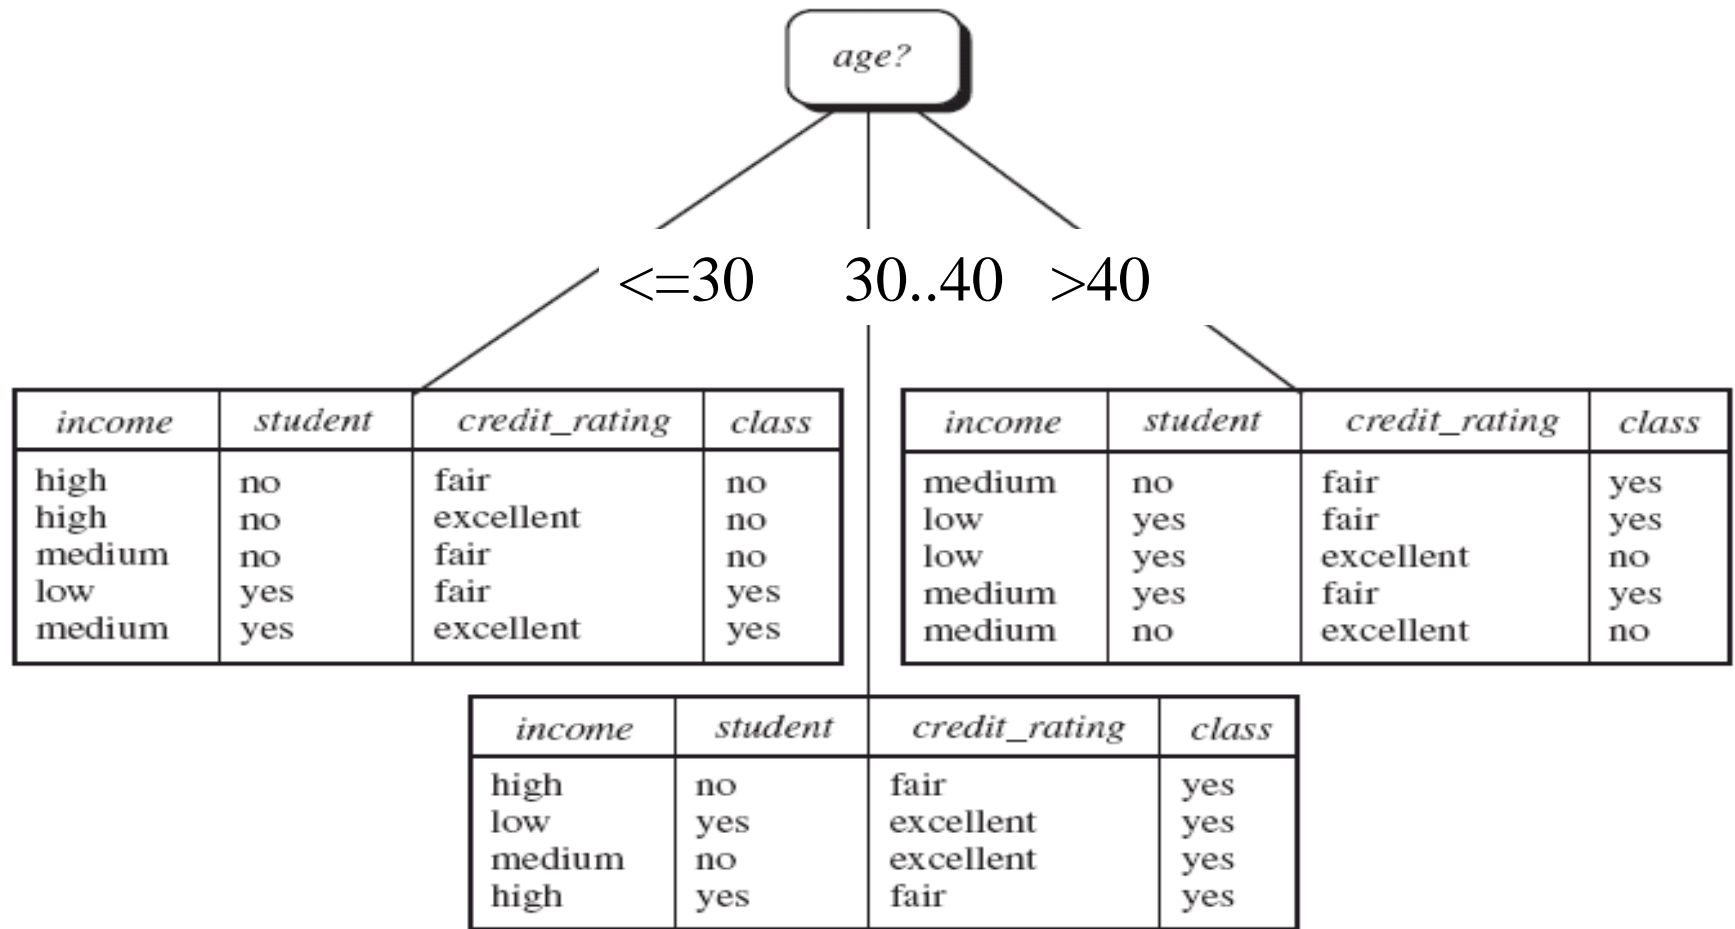 age?
<=30 30..40 >40
income student credit_rating class
high no fair no
high no excellent no
medium no fair no
low yes fair yes
medium yes excellent yes
income student credit_rating class
medium no fair yes
low yes fair yes
low yes excellent no
medium yes fair yes
medium no excellent no
income student credit_rating class
high no fair yes
low yes excellent yes
medium no excellent yes
high yes fair yes